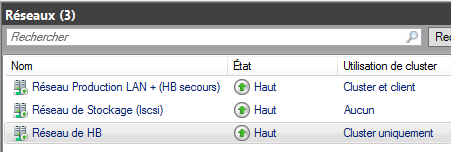 Réseaux (3)
Rechercher
Nom État Utilisation de cluster
Réseau Production LAN + (HB secours) Haut Cluster et client
Réseau de Stockage (Iscsi) Haut Aucun
Réseau de HB Haut Cluster uniquement